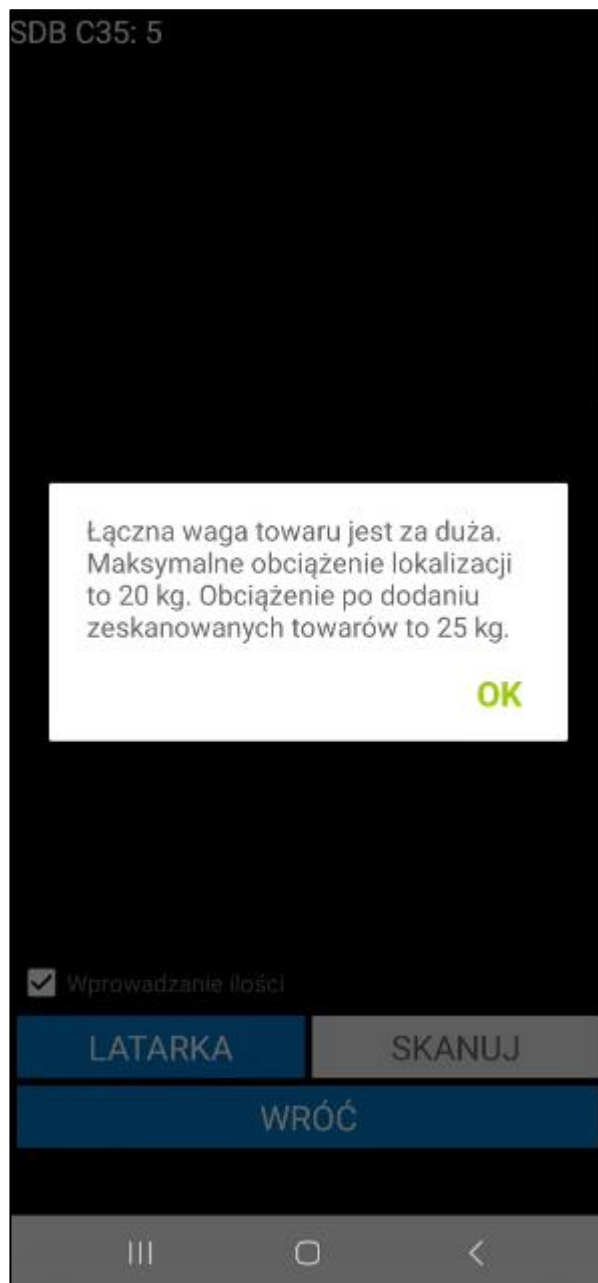 SDB C35: 5
Łączna waga towaru jest za duża.
Maksymalne obciążenie lokalizacji
to 20 kg. Obciążenie po dodaniu
zeskanowanych towarów to 25 kg.
OK
Wprowadzanie ilości
LATARKA
SKANUJ
WRÓĆ